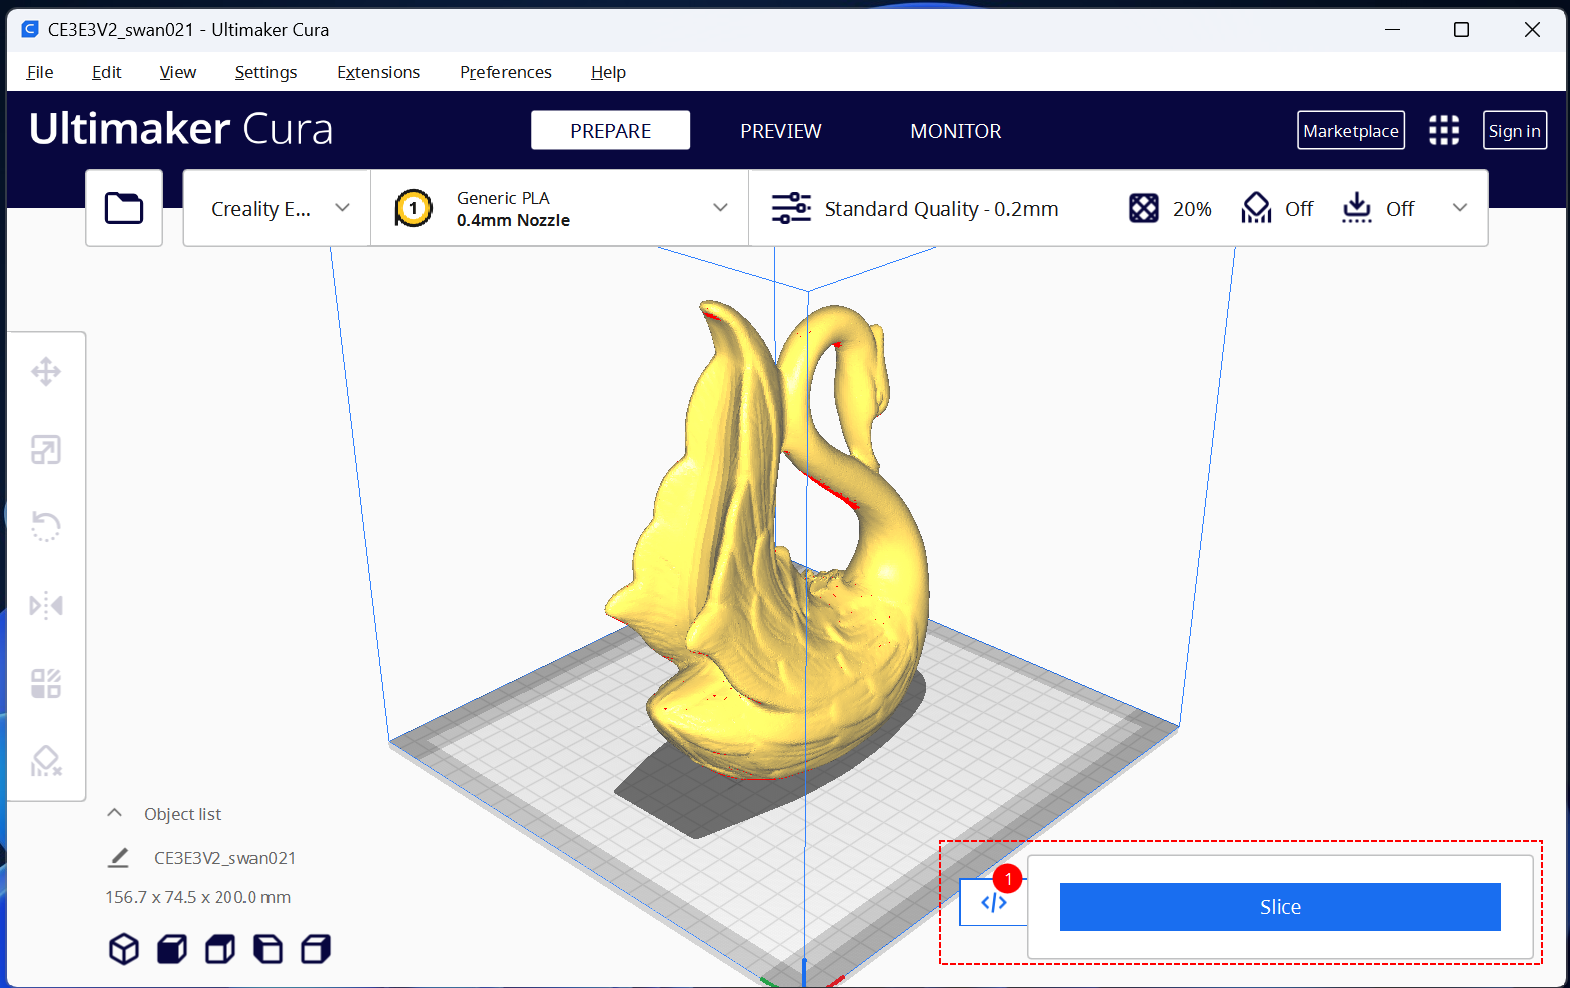 CE3E3V2_swan021 - Ultimaker Cura
File Edit View Settings Extensions Preferences Help
Ultimaker Cura PREPARE PREVIEW MONITOR Marketplace Sign in
Creality E... 1 Generic PLA
0.4mm Nozzle
Standard Quality - 0.2mm 20% Off Off
Object list
CE3E3V2_swan021
156.7 x 74.5 x 200.0 mm
1
</>
Slice